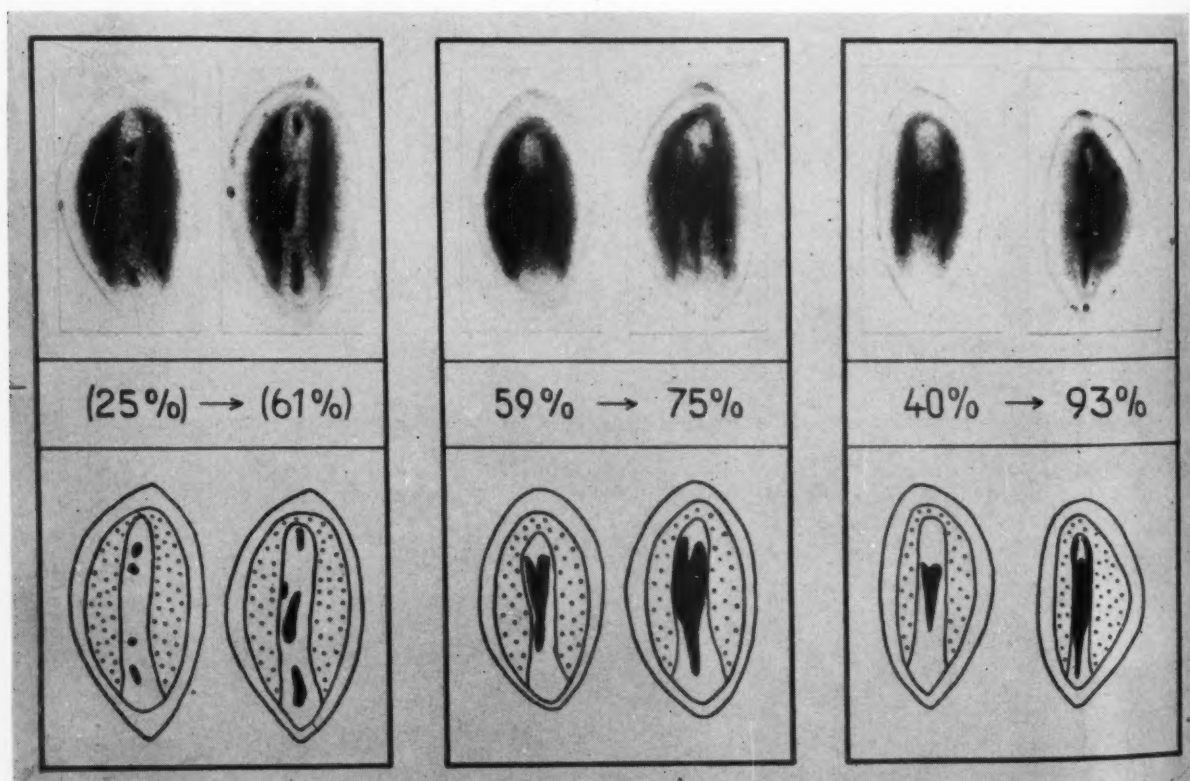 (25%) → (61%)
59% → 75%
40% → 93%